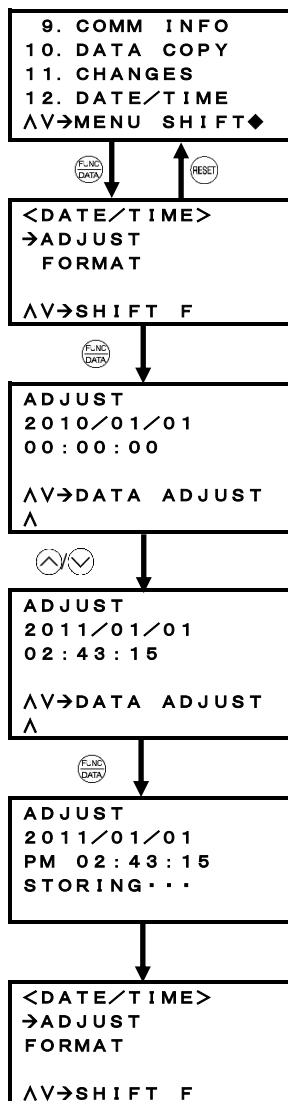 9. COMM INFO
10. DATA COPY
11. CHANGES
12. DATE/TIME
∧∨→MENU SHIFT◆
FUNC
DATA
RESET
<DATE/TIME>
→ADJUST
FORMAT
∧∨→SHIFT F
FUNC
DATA
ADJUST
2010/01/01
00:00:00
∧∨→DATA ADJUST
∧
∧/∨
ADJUST
2011/01/01
02:43:15
∧∨→DATA ADJUST
∧
FUNC
DATA
ADJUST
2011/01/01
PM 02:43:15
STORING···
<DATE/TIME>
→ADJUST
FORMAT
∧∨→SHIFT F